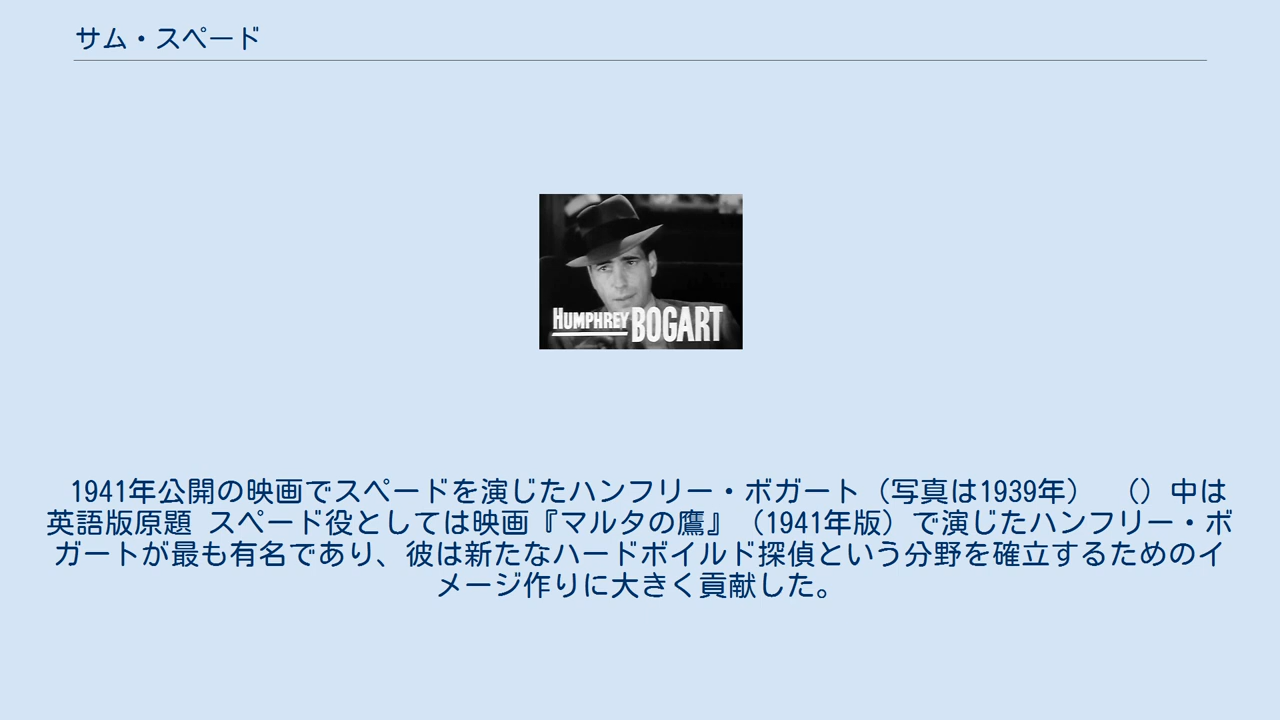 サム・スペード
HUMPHREY BOGART
1941年公開の映画でスペードを演じたハンフリー・ボガート（写真は1939年）　（）中は
英語版原題 スペード役としては映画『マルタの鷹』（1941年版）で演じたハンフリー・ボ
ガートが最も有名であり、彼は新たなハードボイルド探偵という分野を確立するためのイ
メージ作りに大きく貢献した。